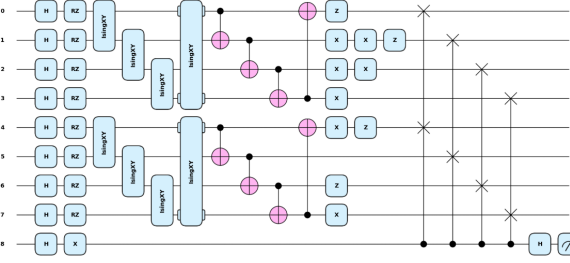 0 H RZ IsingXY IsingXY Z
1 H RZ IsingXY X X Z
2 H RZ IsingXY X X
3 H RZ X
4 H RZ IsingXY IsingXY X Z
5 H RZ IsingXY
6 H RZ IsingXY Z
7 H RZ X
8 H X H